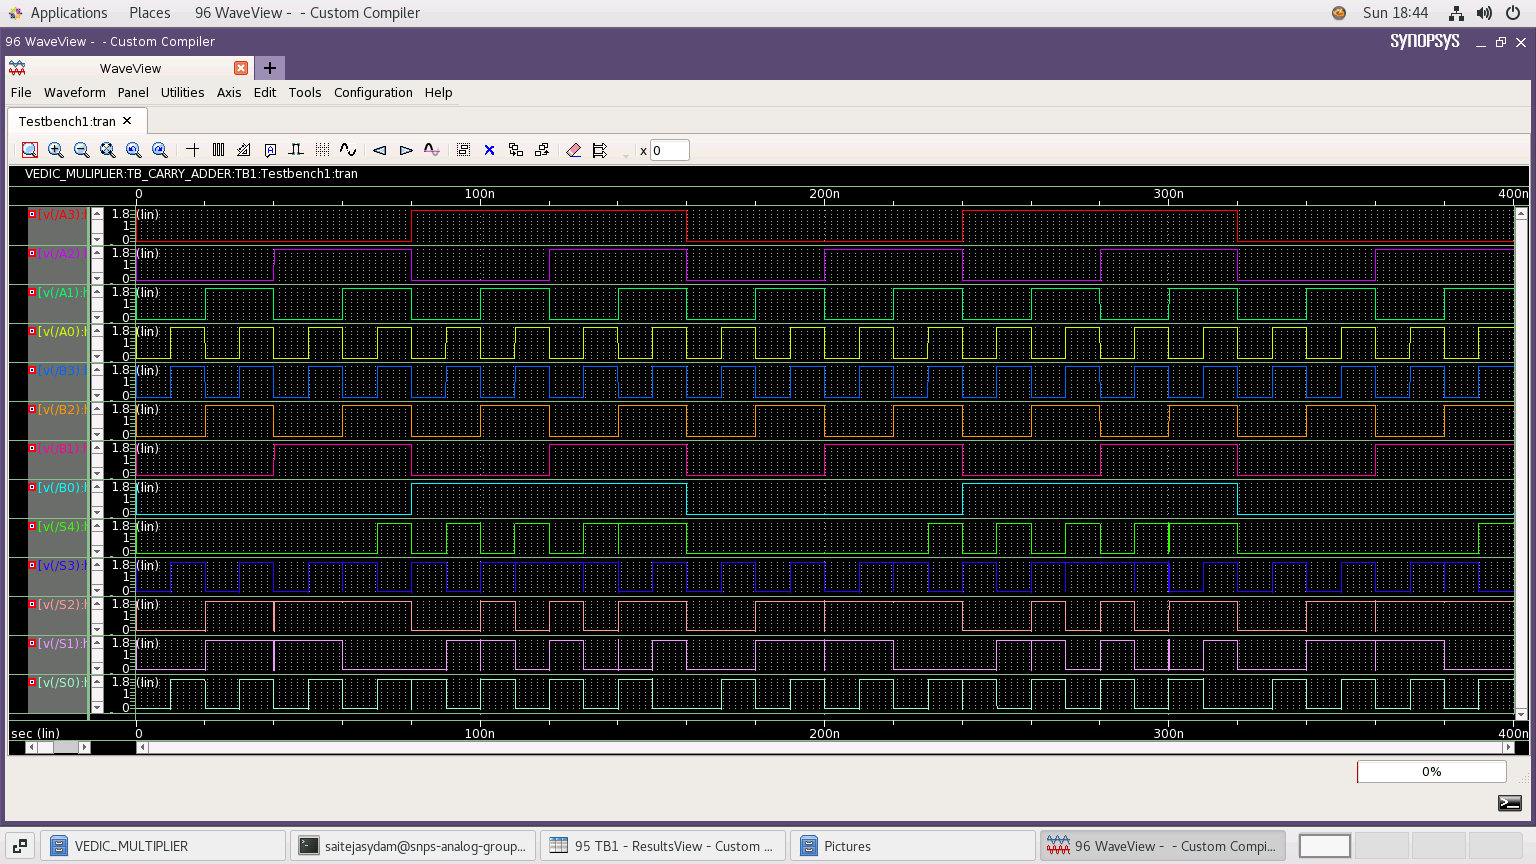 Applications Places 96 WaveView - - Custom Compiler Sun 18:44
96 WaveView - - Custom Compiler SYNOPSYS
WaveView
File Waveform Panel Utilities Axis Edit Tools Configuration Help
Testbench1:tran
x 0
VEDIC_MULIPLIER:TB_CARRY_ADDER:TB1:Testbench1:tran
0 100n 200n 300n 400n
[v(/A3): 1.8 (lin)
1
0
[v(/A2): 1.8 (lin)
1
0
[v(/A1): 1.8 (lin)
1
0
[v(/A0): 1.8 (lin)
1
0
[v(/B3): 1.8 (lin)
1
0
[v(/B2): 1.8 (lin)
1
0
[v(/B1): 1.8 (lin)
1
0
[v(/B0): 1.8 (lin)
1
0
[v(/S4): 1.8 (lin)
1
0
[v(/S3): 1.8 (lin)
1
0
[v(/S2): 1.8 (lin)
1
0
[v(/S1): 1.8 (lin)
1
0
[v(/S0): 1.8 (lin)
1
0
sec (lin) 0 100n 200n 300n 400n
0%
VEDIC_MULTIPLIER saitejasydam@snps-analog-group... 95 TB1 - ResultsView - Custom ... Pictures 96 WaveView - - Custom Compi...